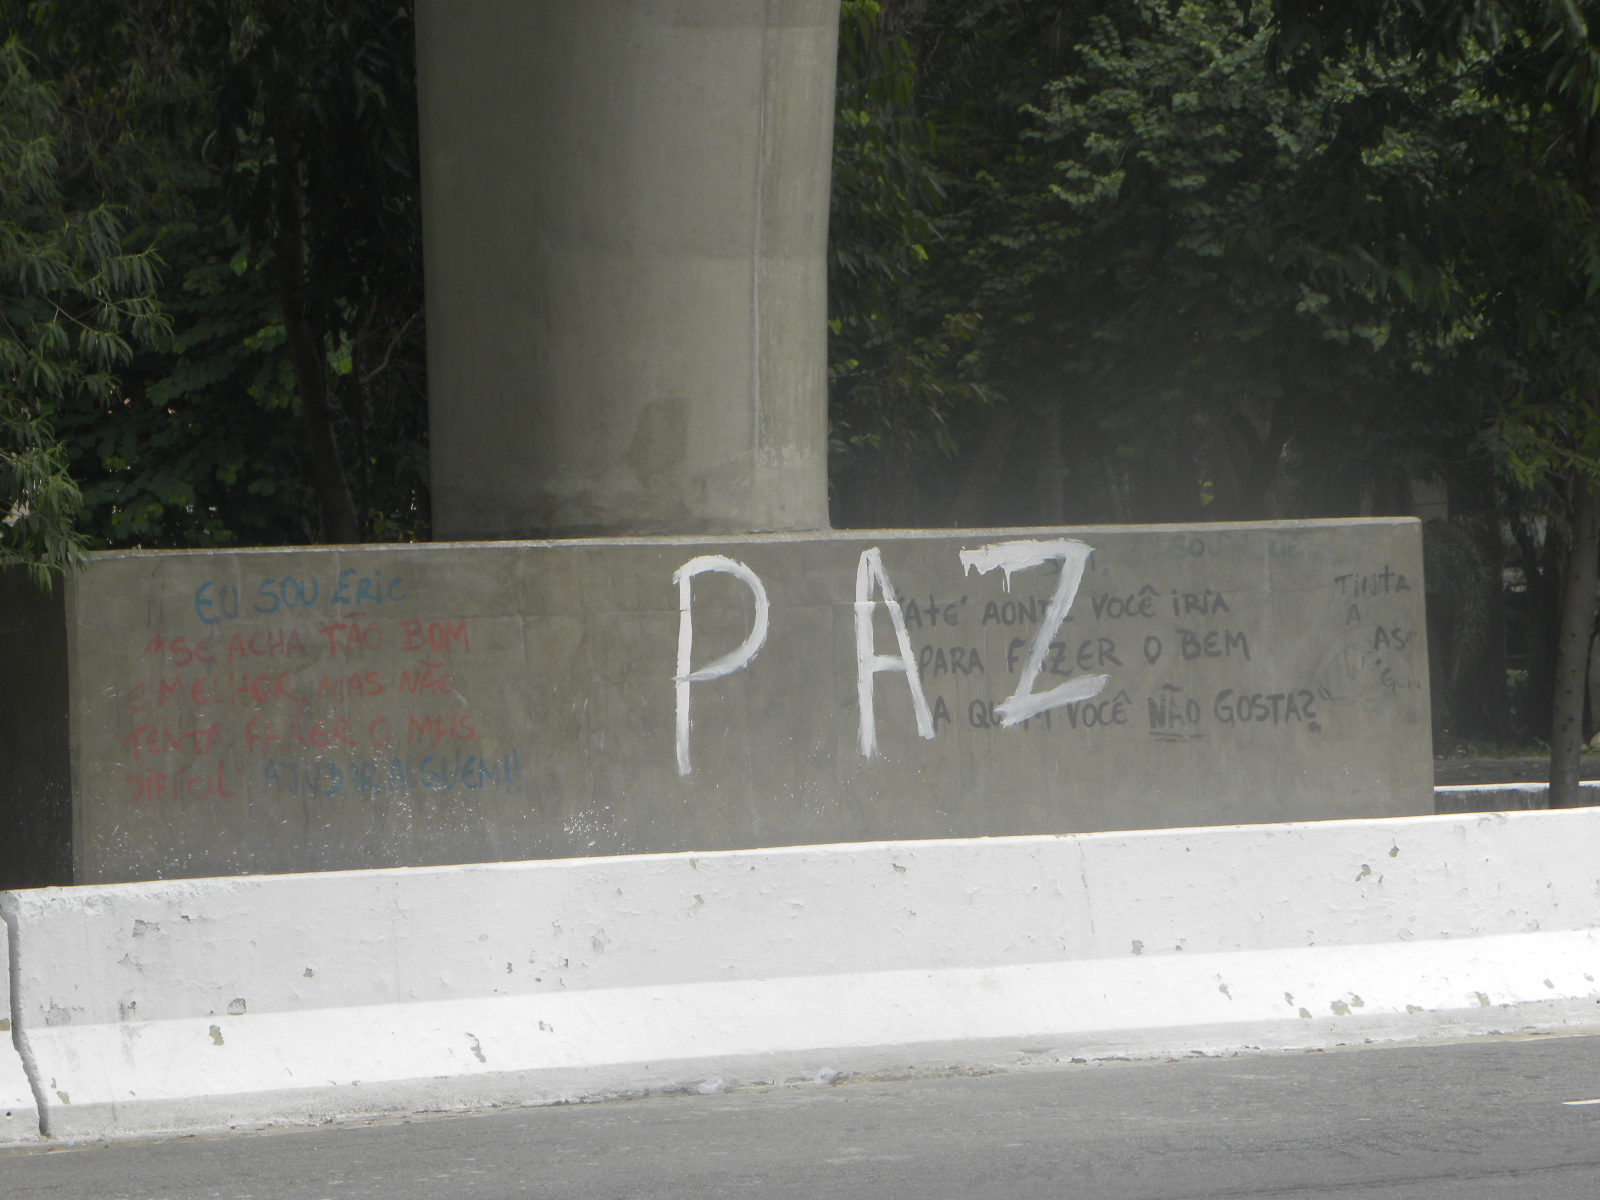 EU SOU ERIC
"SE ACHA TÃO BOM
E MELHOR, MAS NÃO
TENTA FAZER O MAIS
DIFÍCIL
PAZ
"ATÉ AONDE VOCÊ IRIA
PARA FAZER O BEM
A QUEM VOCÊ NÃO GOSTA?"
TINTA
A